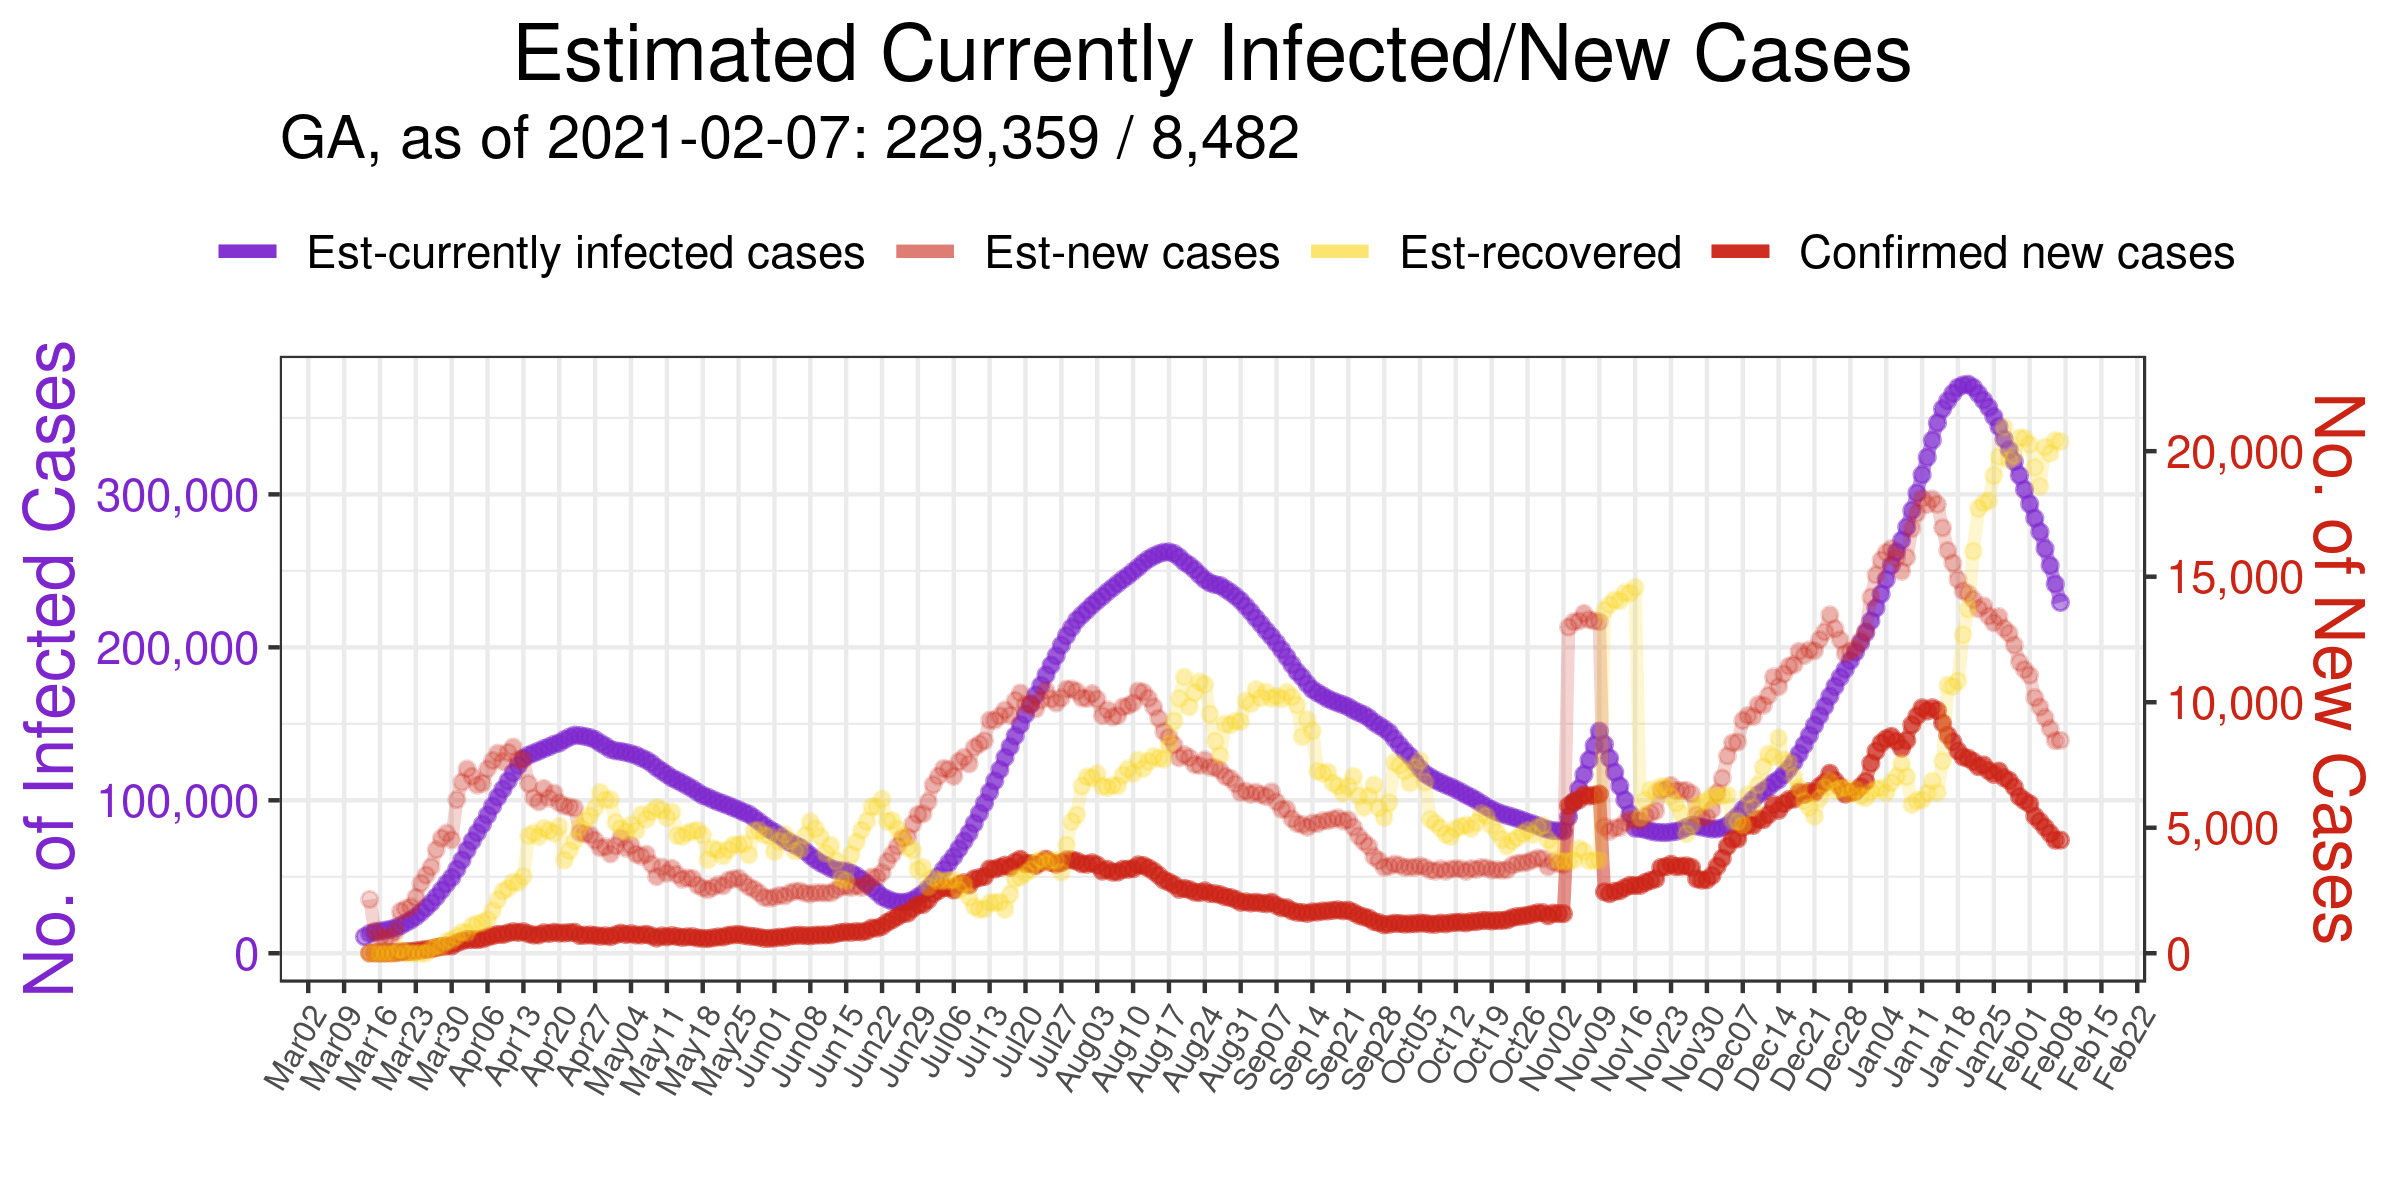 Estimated Currently Infected/New Cases
GA, as of 2021-02-07: 229,359 / 8,482
Est-currently infected cases Est-new cases Est-recovered Confirmed new cases
No. of Infected Cases
300,000
200,000
100,000
0
20,000
15,000
10,000
5,000
0
No. of New Cases
Mar02 Mar09 Mar16 Mar23 Mar30 Apr06 Apr13 Apr20 Apr27 May04 May11 May18 May25 Jun01 Jun08 Jun15 Jun22 Jun29 Jul06 Jul13 Jul20 Jul27 Aug03 Aug10 Aug17 Aug24 Aug31 Sep07 Sep14 Sep21 Sep28 Oct05 Oct12 Oct19 Oct26 Nov02 Nov09 Nov16 Nov23 Nov30 Dec07 Dec14 Dec21 Dec28 Jan04 Jan11 Jan18 Jan25 Feb01 Feb08 Feb15 Feb22